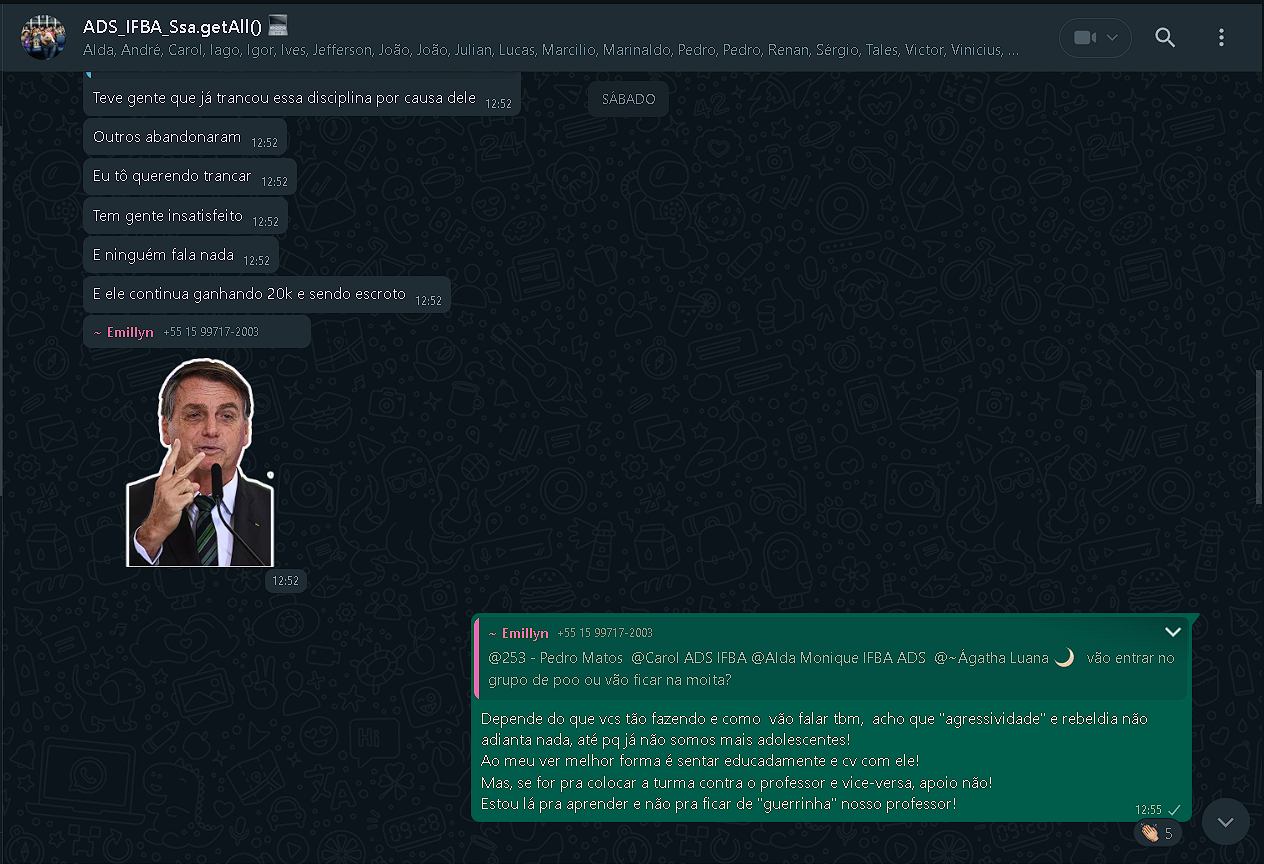 ADS_IFBA_Ssa.getAll()
Alda, André, Carol, Iago, Igor, Ives, Jefferson, João, João, Julian, Lucas, Marcilio, Marinaldo, Pedro, Pedro, Renan, Sérgio, Tales, Victor, Vinicius, ...
SÁBADO
Teve gente que já trancou essa disciplina por causa dele 12:52
Outros abandonaram 12:52
Eu tô querendo trancar 12:52
Tem gente insatisfeito 12:52
E ninguém fala nada 12:52
E ele continua ganhando 20k e sendo escroto 12:52
~ Emillyn +55 15 99717-2003
12:52
~ Emillyn +55 15 99717-2003
@253 - Pedro Matos @Carol ADS IFBA @Alda Monique IFBA ADS @~Ágatha Luana 🌙 vão entrar no
grupo de poo ou vão ficar na moita?
Depende do que vcs tão fazendo e como vão falar tbm, acho que "agressividade" e rebeldia não
adianta nada, até pq já não somos mais adolescentes!
Ao meu ver melhor forma é sentar educadamente e cv com ele!
Mas, se for pra colocar a turma contra o professor e vice-versa, apoio não!
Estou lá pra aprender e não pra ficar de "guerrinha" nosso professor!
12:55
👏🏼 5